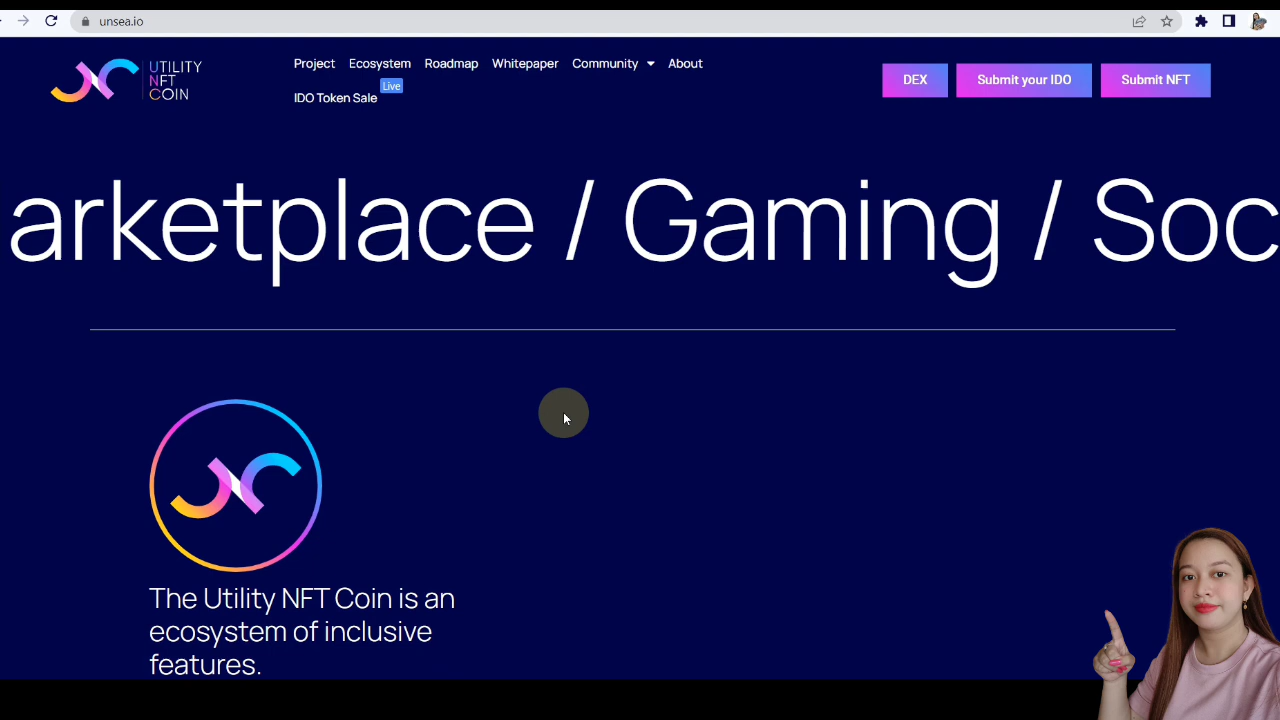 unsea.io
UTILITY
NFT
COIN
Project Ecosystem Roadmap Whitepaper Community About
Live
IDO Token Sale
DEX Submit your IDO Submit NFT
arketplace / Gaming / Soc
The Utility NFT Coin is an
ecosystem of inclusive
features.